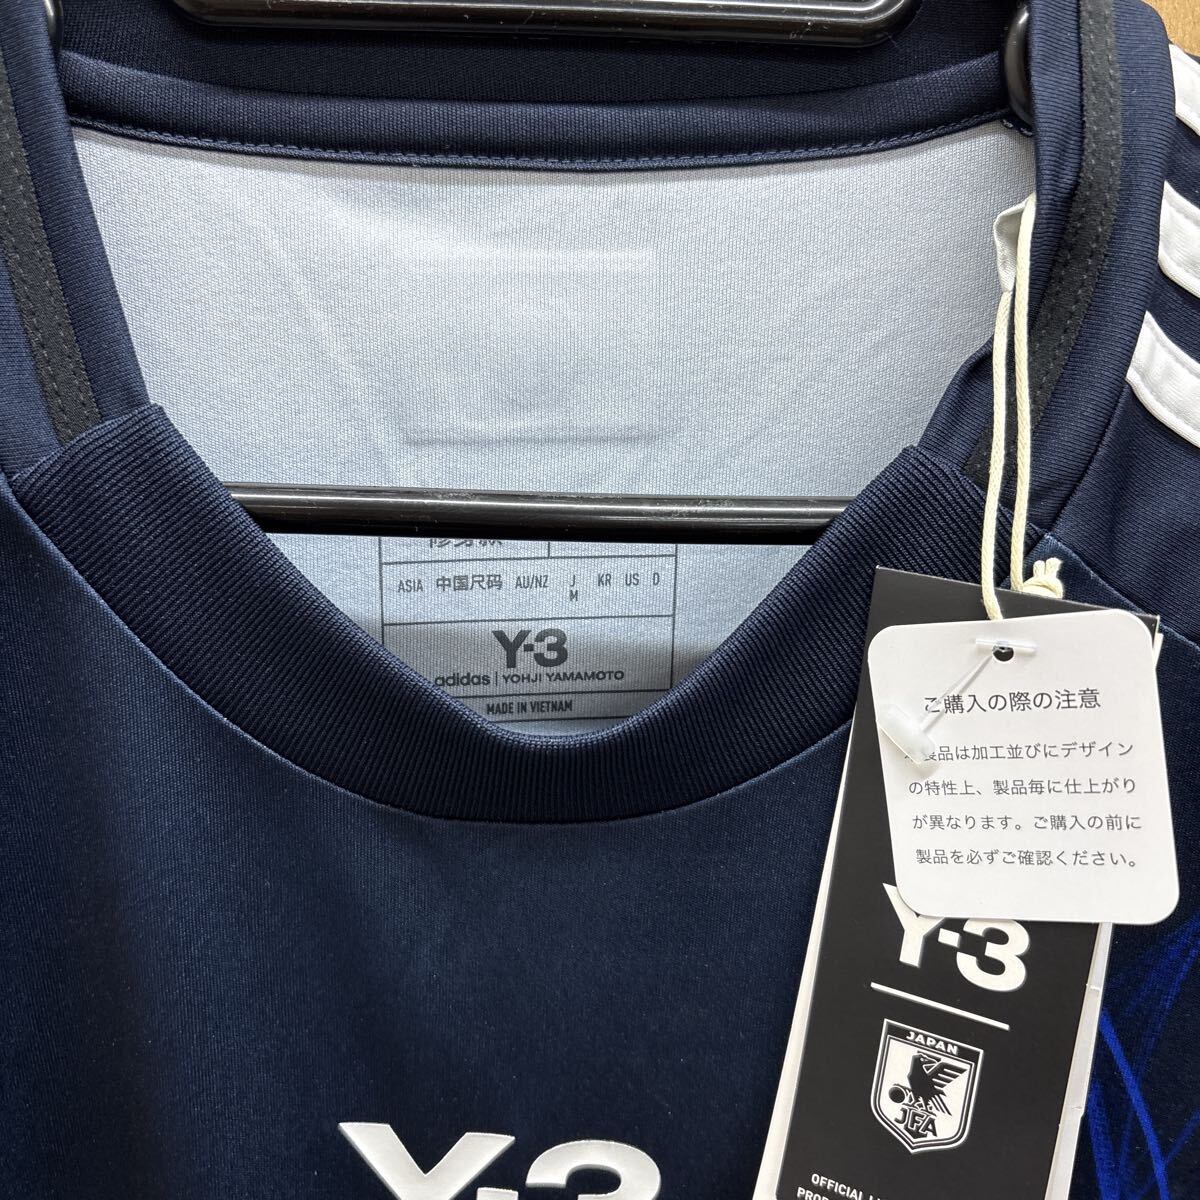 ASIA 中国尺码 AU/NZ J KR US D
M
Y-3
adidas | YOHJI YAMAMOTO
MADE IN VIETNAM
ご購入の際の注意
製品は加工並びにデザイン
の特性上、製品毎に仕上がり
が異なります。ご購入の前に
製品を必ずご確認ください。
Y-3
JAPAN
JFA
OFFICIAL
Y-3